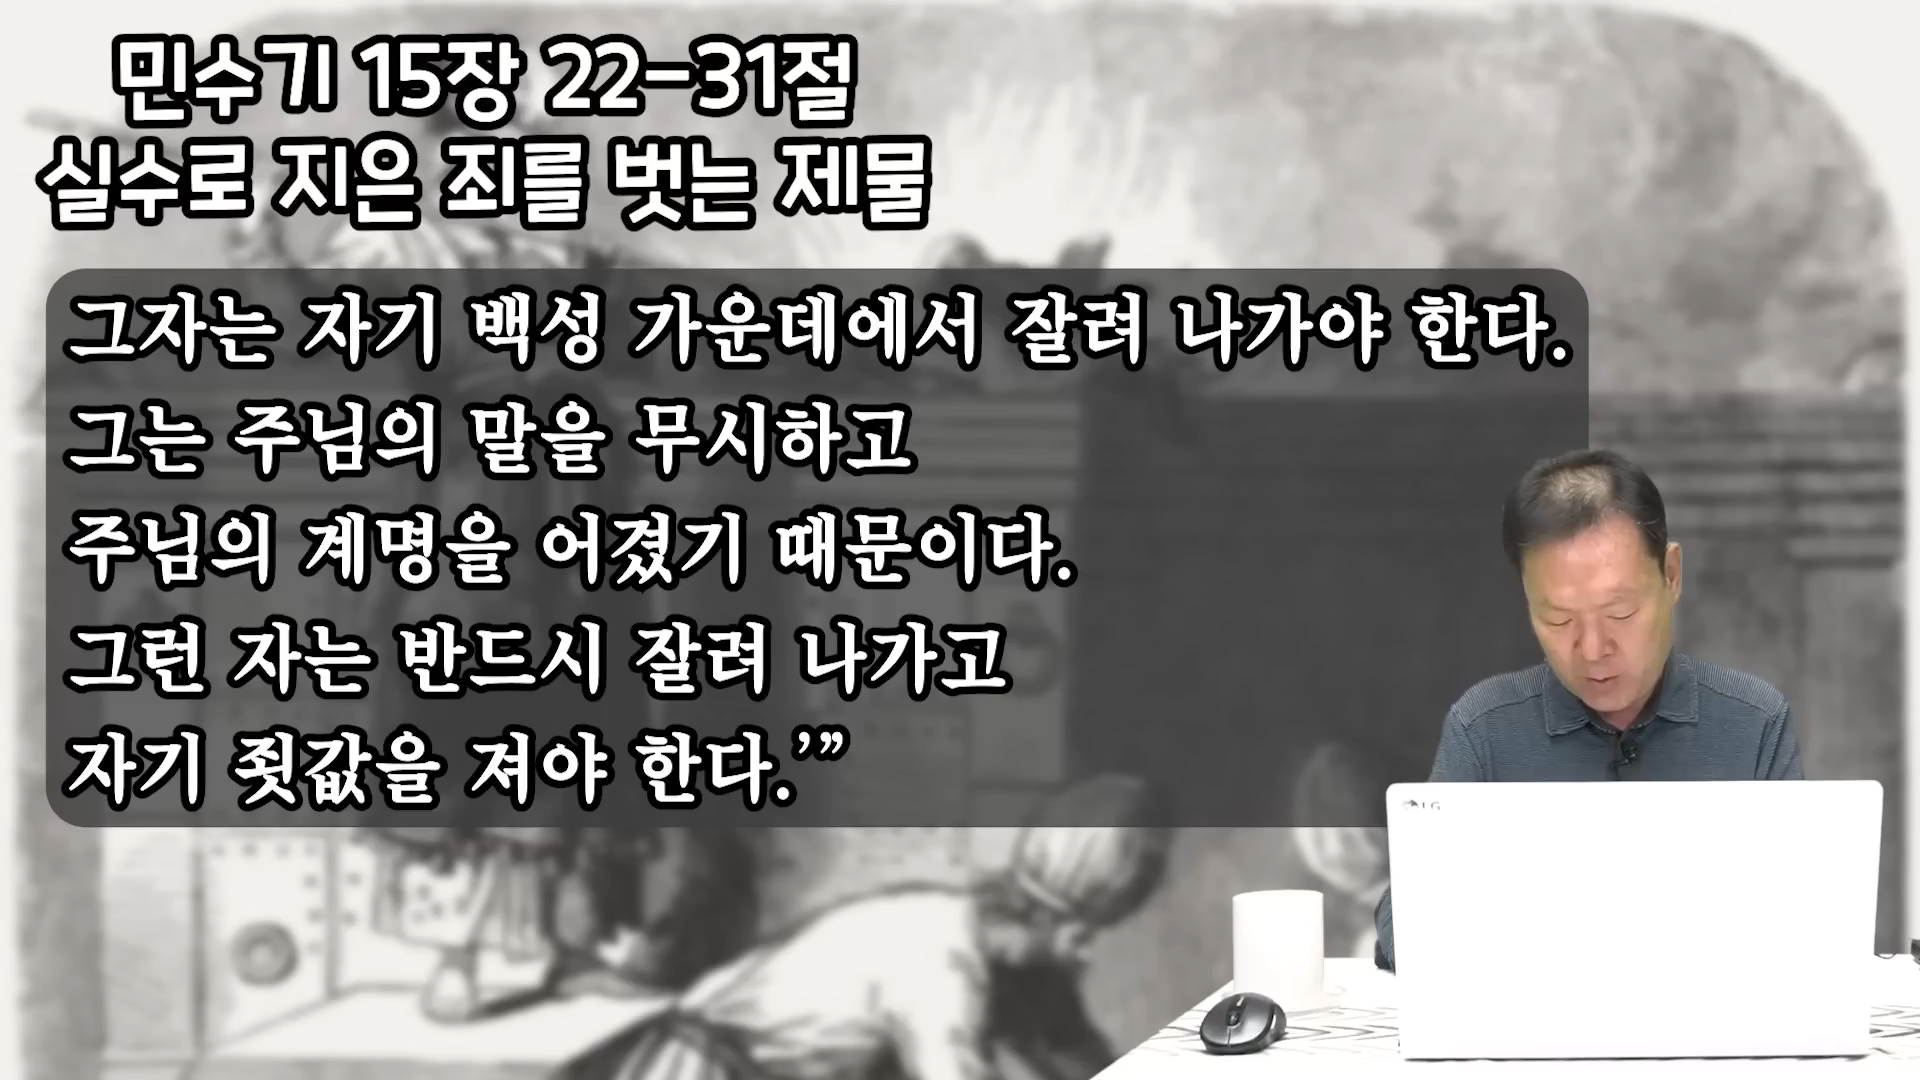 민수기 15장 22-31절
실수로 지은 죄를 벗는 제물
그자는 자기 백성 가운데에서 잘려 나가야 한다.
그는 주님의 말을 무시하고
주님의 계명을 어겼기 때문이다.
그런 자는 반드시 잘려 나가고
자기 죗값을 져야 한다.’”
LG